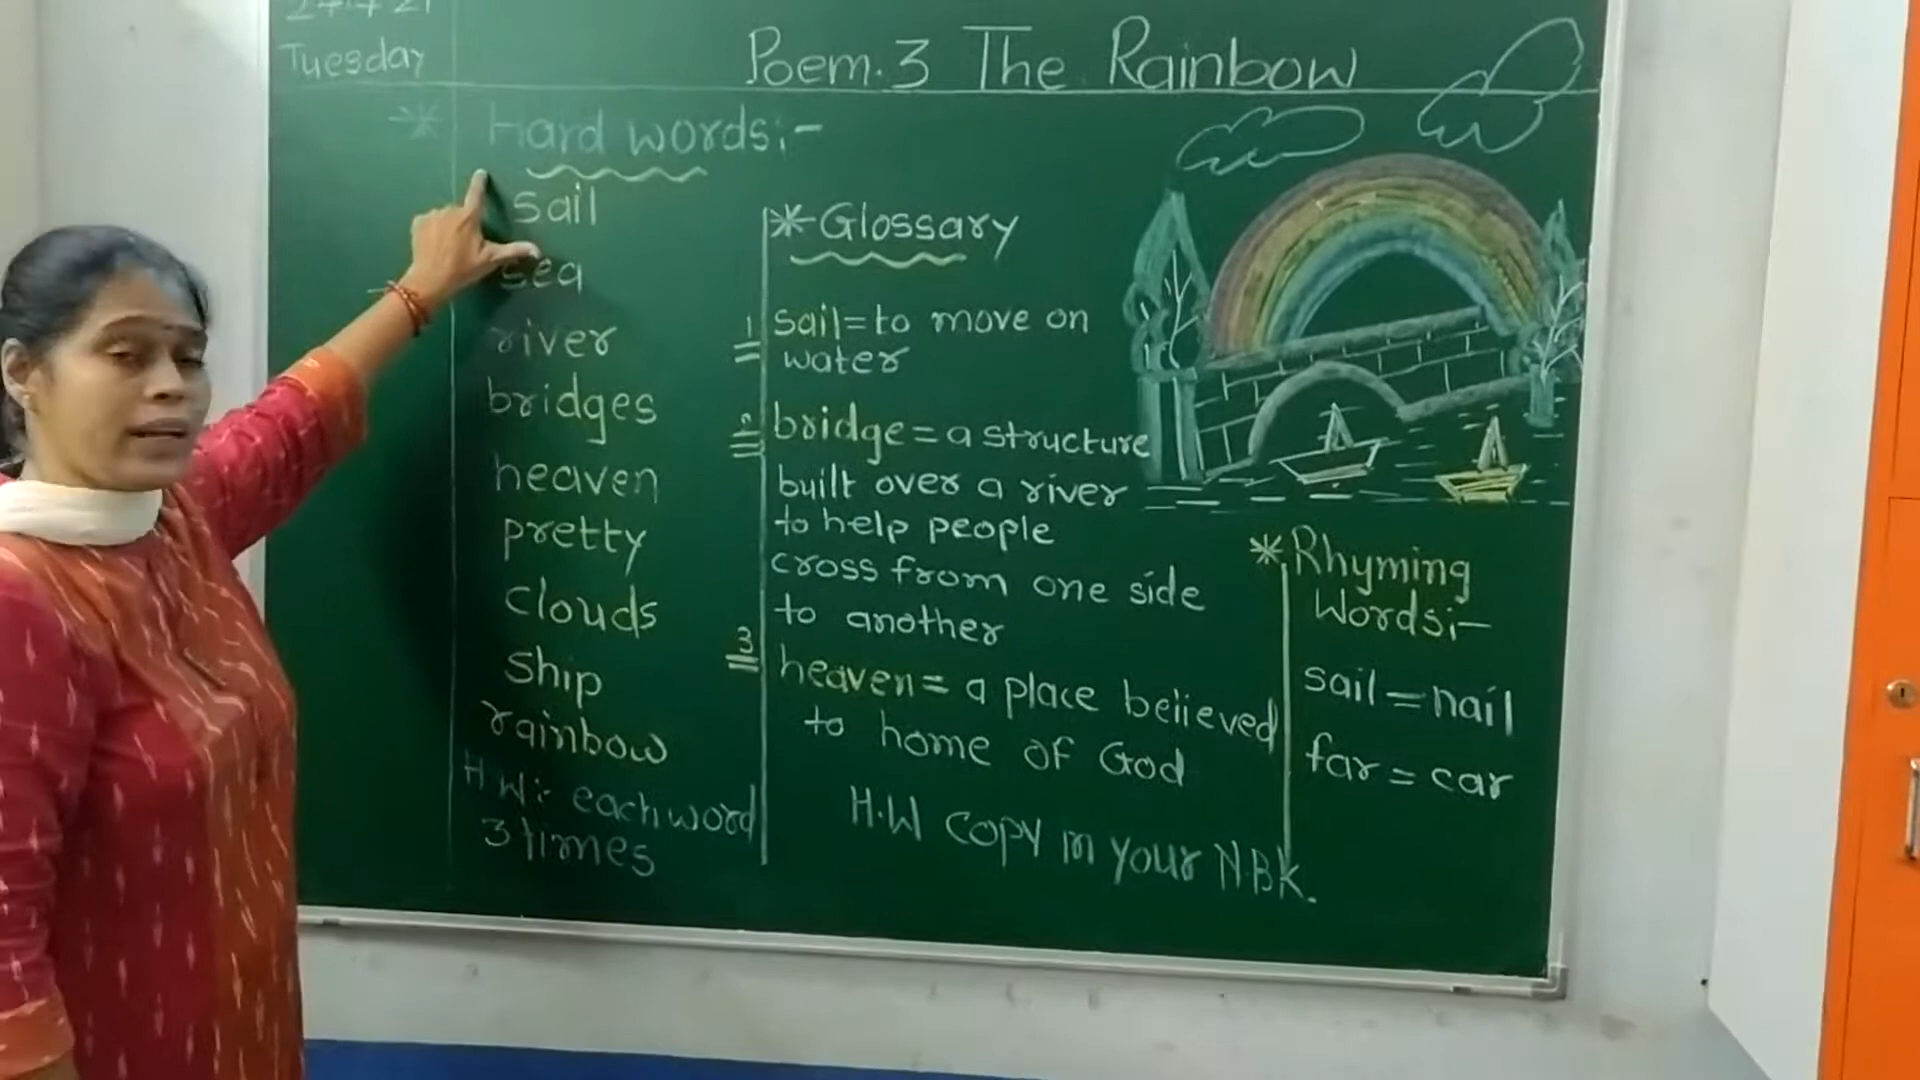 Tuesday
Poem.3 The Rainbow
* Hard words:-
sail
sea
river
bridges
heaven
pretty
clouds
ship
rainbow
H.W:- each word
3 times
* Glossary
1 sail = to move on
water
2 bridge = a structure
built over a river
to help people
cross from one side
to another
3 heaven = a place believed
to home of God
H.W copy in your N.BK.
* Rhyming
Words:-
sail = nail
far = car